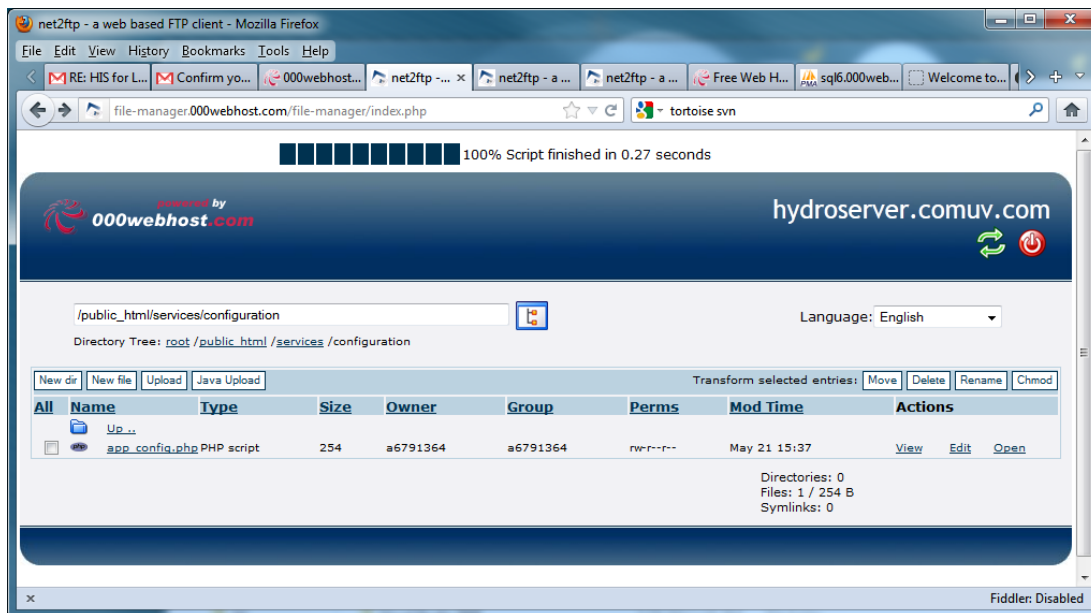 net2ftp - a web based FTP client - Mozilla Firefox
File Edit View History Bookmarks Tools Help
RE: HIS for L... Confirm yo... 000webhost... net2ftp -... × net2ftp - a ... net2ftp - a ... Free Web H... sql6.000web... Welcome to...
file-manager.000webhost.com/file-manager/index.php tortoise svn
100% Script finished in 0.27 seconds
powered by
000webhost.com
hydroserver.comuv.com
/public_html/services/configuration
Language: English
Directory Tree: root /public_html /services /configuration
New dir New file Upload Java Upload Transform selected entries: Move Delete Rename Chmod
All Name Type Size Owner Group Perms Mod Time Actions
Up ..
app_config.php PHP script 254 a6791364 a6791364 rw-r--r-- May 21 15:37 View Edit Open
Directories: 0
Files: 1 / 254 B
Symlinks: 0
× Fiddler: Disabled